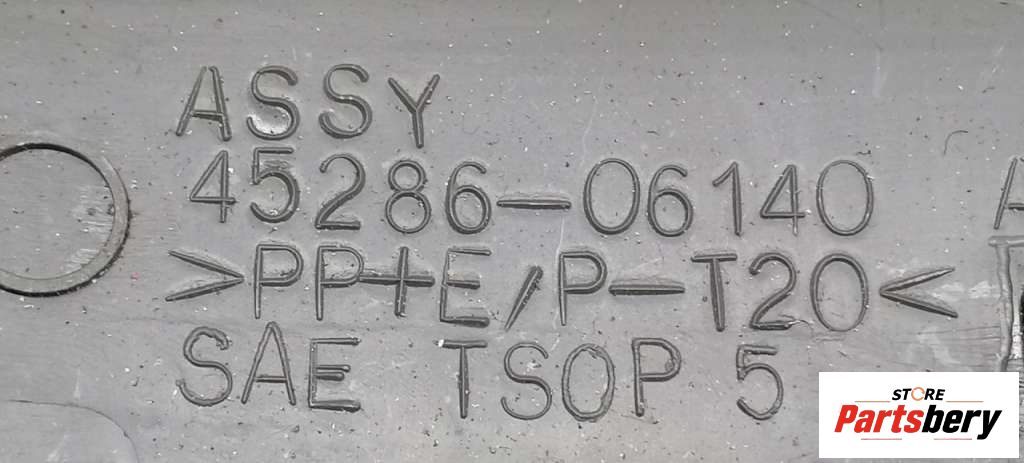 ASSY
45286-06140
>PP+E/P-T20<
SAE TSOP 5
A
STORE
Partsbery